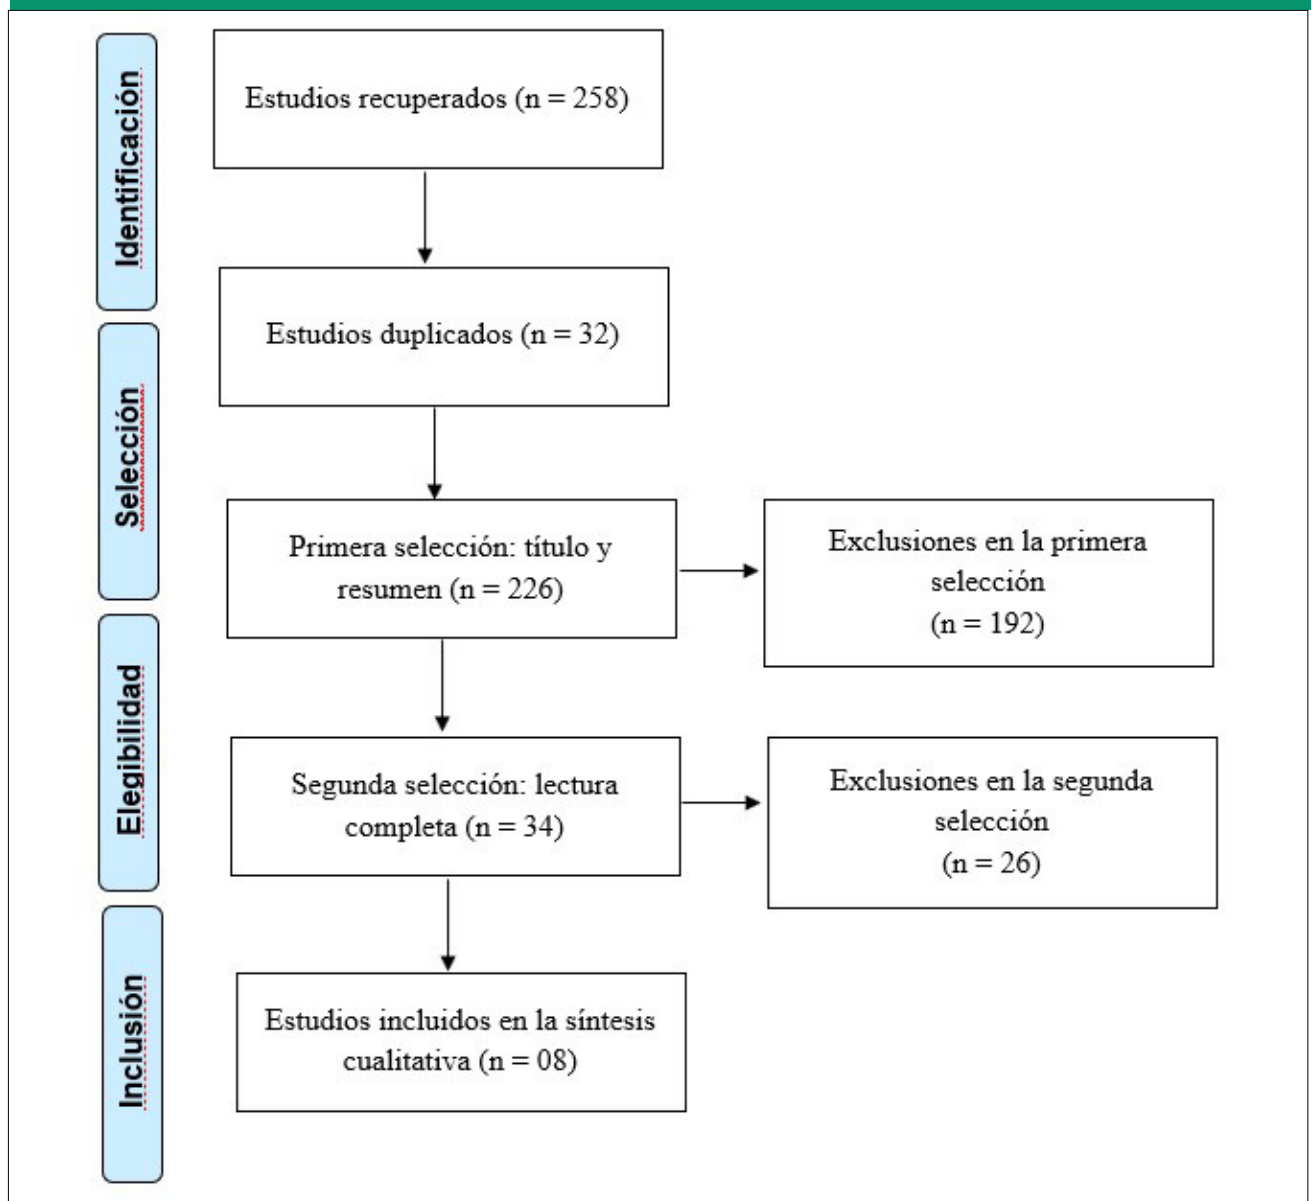 Identificación
Estudios recuperados (n = 258)
Selección
Estudios duplicados (n = 32)
Primera selección: título y
resumen (n = 226)
Exclusiones en la primera
selección
(n = 192)
Elegibilidad
Segunda selección: lectura
completa (n = 34)
Exclusiones en la segunda
selección
(n = 26)
Inclusión
Estudios incluidos en la síntesis
cualitativa (n = 08)